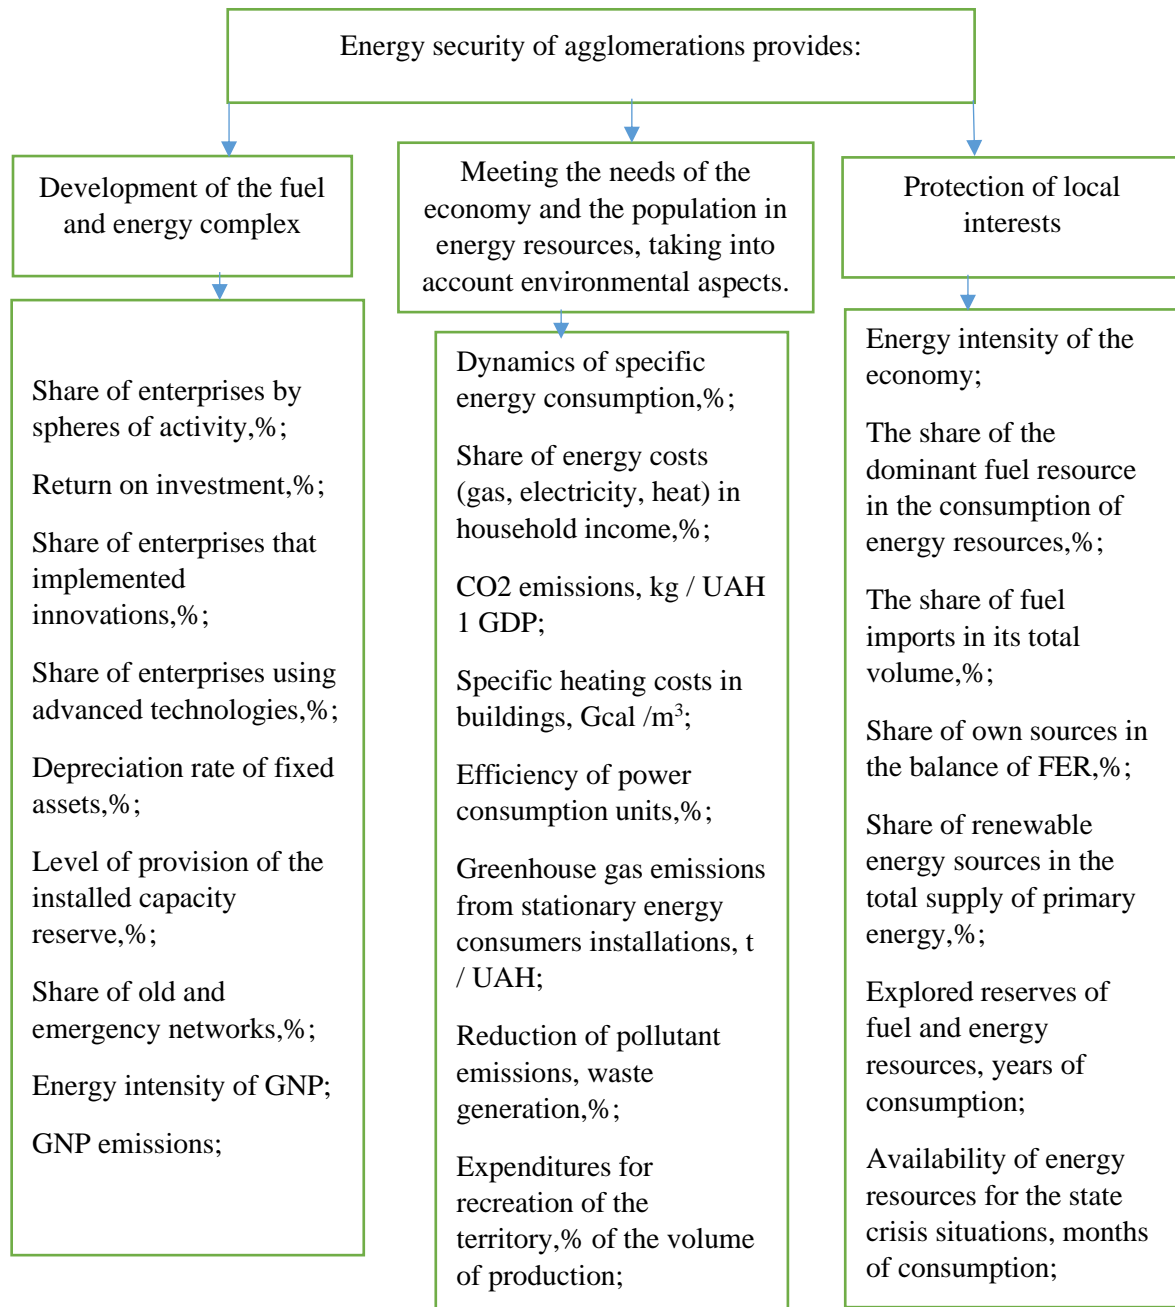 Energy security of agglomerations provides:
Development of the fuel
and energy complex
Meeting the needs of the
economy and the population in
energy resources, taking into
account environmental aspects.
Protection of local
interests
Share of enterprises by
spheres of activity,%;
Return on investment,%;
Share of enterprises that
implemented
innovations,%;
Share of enterprises using
advanced technologies,%;
Depreciation rate of fixed
assets,%;
Level of provision of the
installed capacity
reserve,%;
Share of old and
emergency networks,%;
Energy intensity of GNP;
GNP emissions;
Dynamics of specific
energy consumption,%;
Share of energy costs
(gas, electricity, heat) in
household income,%;
CO2 emissions, kg / UAH
1 GDP;
Specific heating costs in
buildings, Gcal /m³;
Efficiency of power
consumption units,%;
Greenhouse gas emissions
from stationary energy
consumers installations, t
/ UAH;
Reduction of pollutant
emissions, waste
generation,%;
Expenditures for
recreation of the
territory,% of the volume
of production;
Energy intensity of the
economy;
The share of the
dominant fuel resource
in the consumption of
energy resources,%;
The share of fuel
imports in its total
volume,%;
Share of own sources in
the balance of FER,%;
Share of renewable
energy sources in the
total supply of primary
energy,%;
Explored reserves of
fuel and energy
resources, years of
consumption;
Availability of energy
resources for the state
crisis situations, months
of consumption;